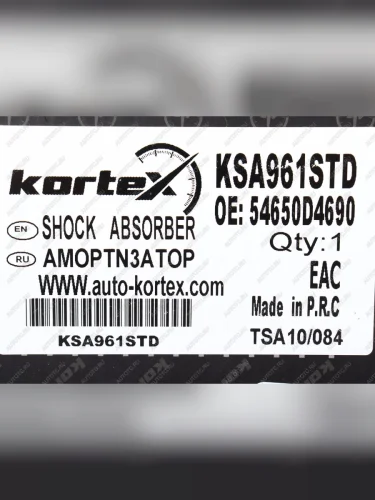 kortex
KSA961STD
OE: 54650D4690
EN SHOCK ABSORBER
Qty:1
RU AMOPTN3ATOP
EAC
WWW.auto-kortex.com
Made in P.R.C
KSA961STD
TSA10/084